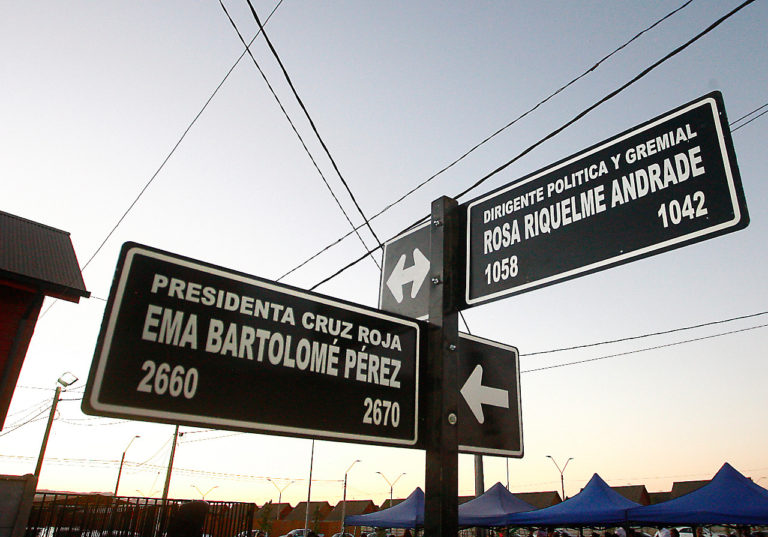 DIRIGENTE POLITICA Y GREMIAL
ROSA RIQUELME ANDRADE
1058 1042
PRESIDENTA CRUZ ROJA
EMA BARTOLOMÉ PÉREZ
2660 2670